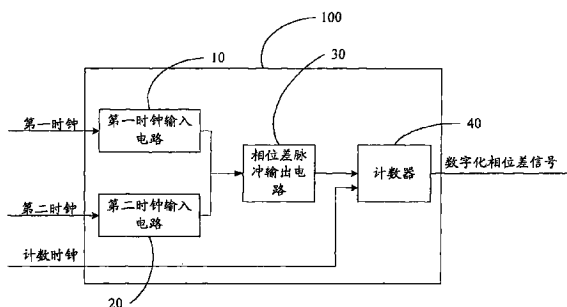 100
10
30
40
第一时钟
第一时钟输入
电路
相位差脉
冲输出电
路
计数器
数字化相位差信号
第二时钟
第二时钟输入
电路
计数时钟
20